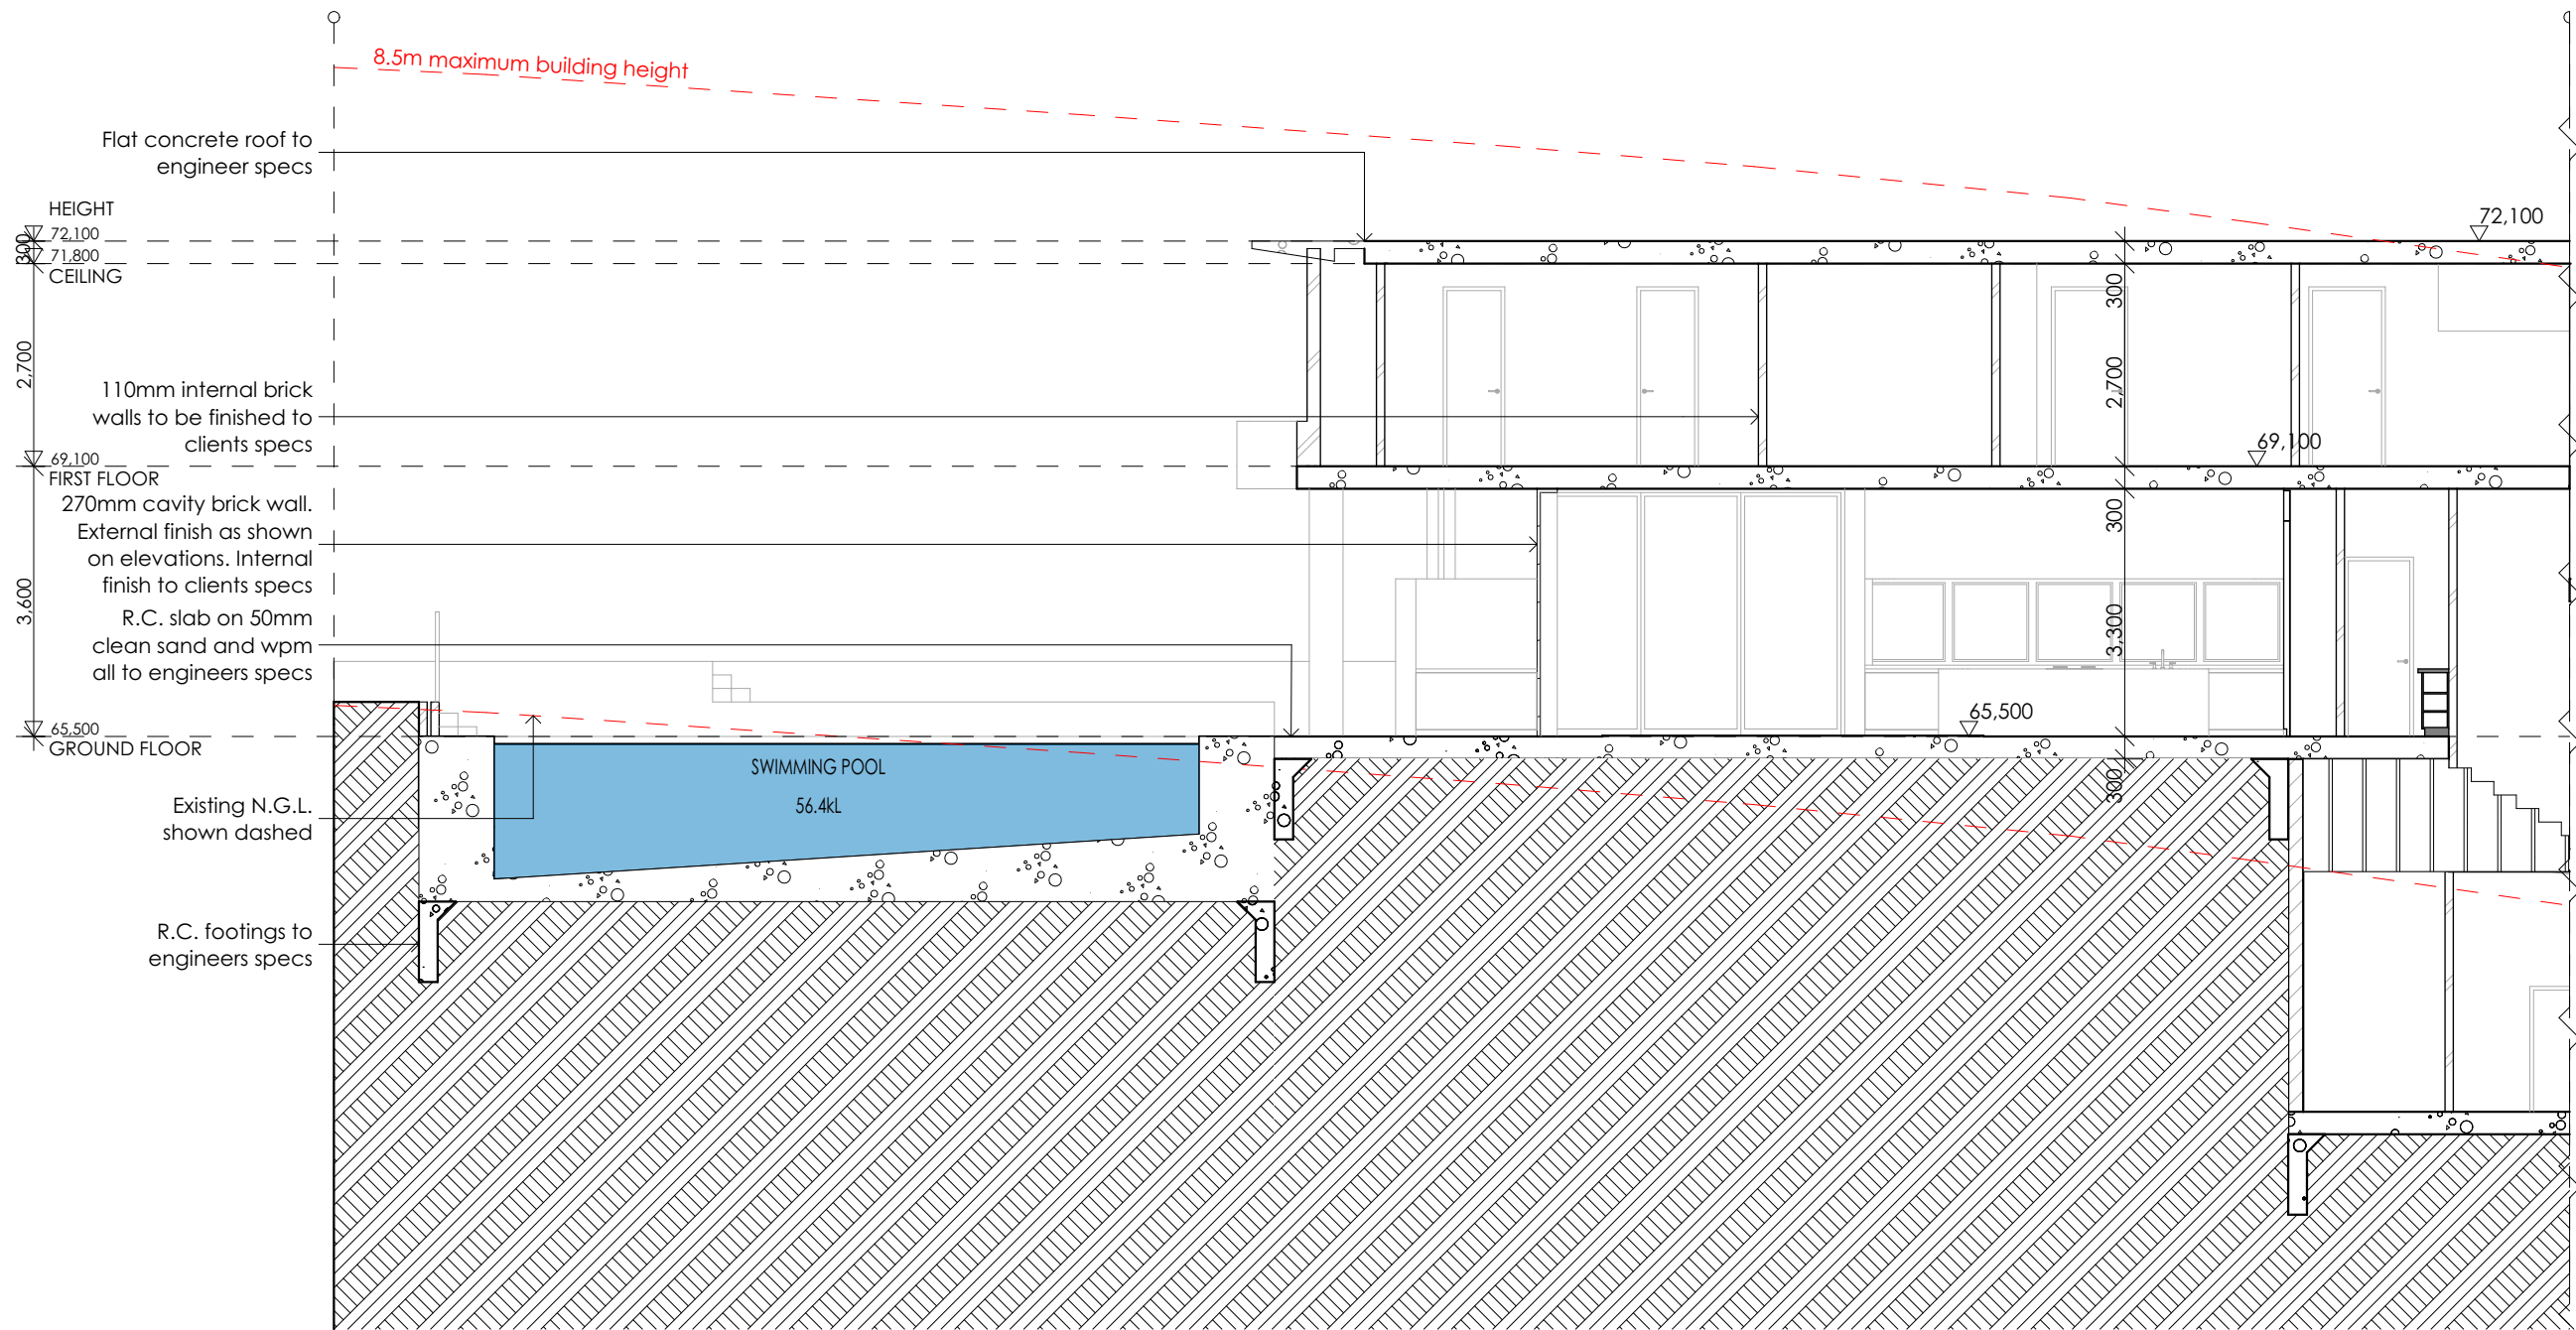 8.5m maximum building height
Flat concrete roof to
engineer specs
HEIGHT
72,100
300
71,800
CEILING
72,100
300
2,700
2,700
110mm internal brick
walls to be finished to
clients specs
69,100
FIRST FLOOR
69,100
270mm cavity brick wall.
External finish as shown
on elevations. Internal
finish to clients specs
300
3,600
3,300
R.C. slab on 50mm
clean sand and wpm
all to engineers specs
65,500
GROUND FLOOR
65,500
SWIMMING POOL
56.4kL
300
Existing N.G.L.
shown dashed
R.C. footings to
engineers specs